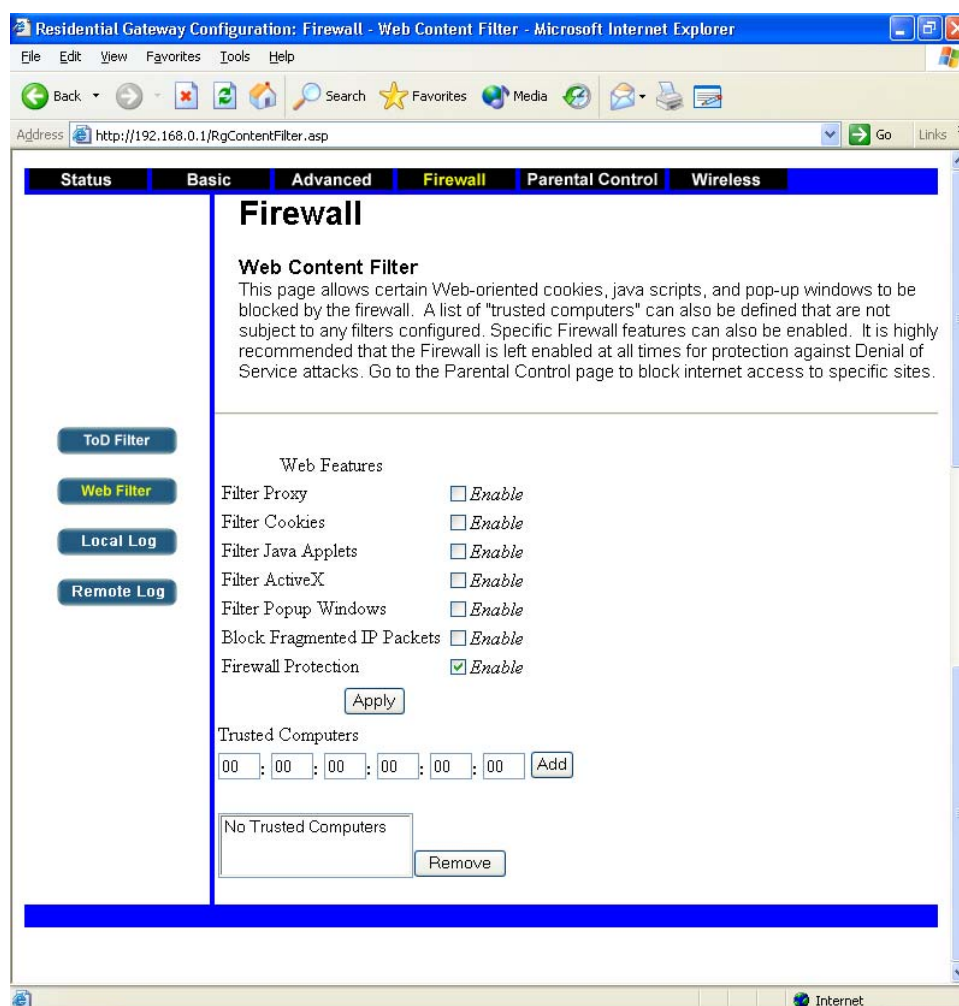 Residential Gateway Configuration: Firewall - Web Content Filter - Microsoft Internet Explorer
File Edit View Favorites Tools Help
Back Search Favorites Media
Address http://192.168.0.1/RgContentFilter.asp Go Links
Status Basic Advanced Firewall Parental Control Wireless
Firewall
Web Content Filter
This page allows certain Web-oriented cookies, java scripts, and pop-up windows to be
blocked by the firewall. A list of "trusted computers" can also be defined that are not
subject to any filters configured. Specific Firewall features can also be enabled. It is highly
recommended that the Firewall is left enabled at all times for protection against Denial of
Service attacks. Go to the Parental Control page to block internet access to specific sites.
ToD Filter
Web Filter
Local Log
Remote Log
Web Features
Filter Proxy Enable
Filter Cookies Enable
Filter Java Applets Enable
Filter ActiveX Enable
Filter Popup Windows Enable
Block Fragmented IP Packets Enable
Firewall Protection Enable
Apply
Trusted Computers
00 : 00 : 00 : 00 : 00 : 00 Add
No Trusted Computers
Remove
Internet